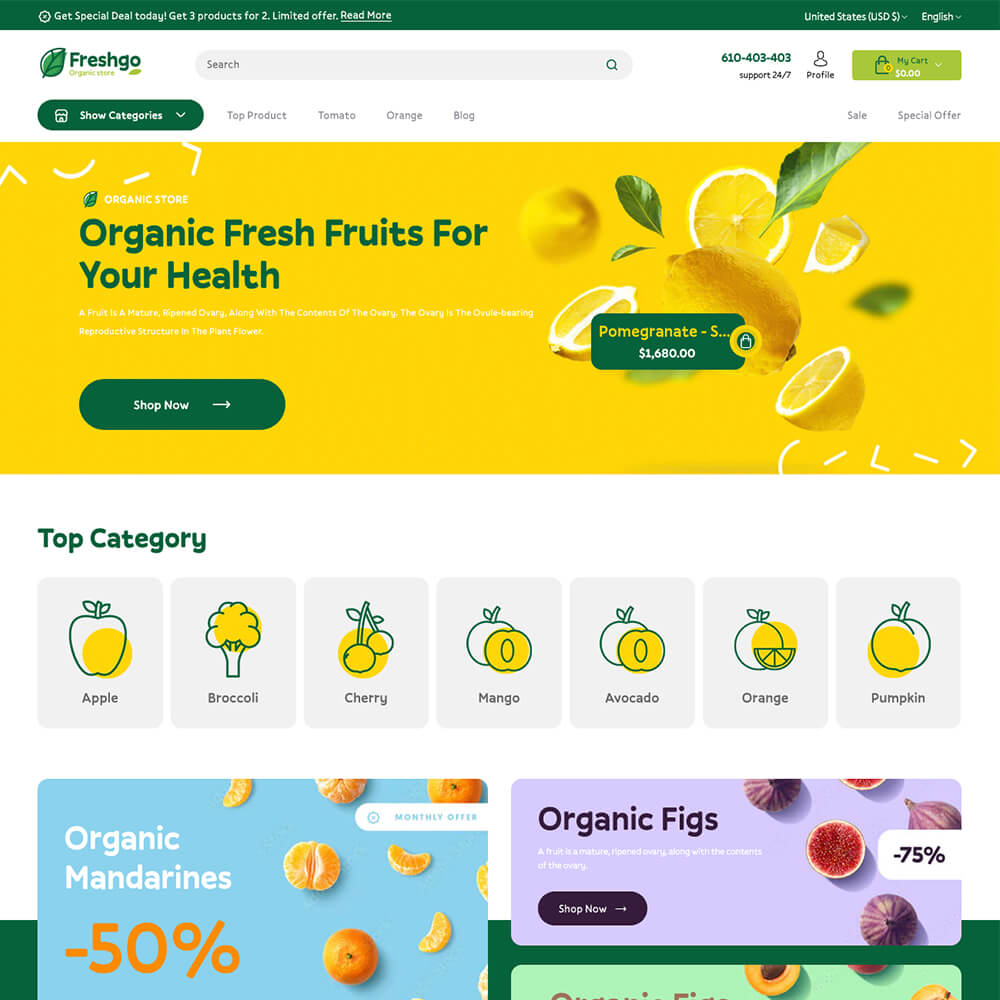 Get Special Deal today! Get 3 products for 2. Limited offer. Read More
United States (USD $)
English
Freshgo
Organic store
Search
610-403-403
support 24/7
Profile
My Cart
0
$0.00
Show Categories
Top Product
Tomato
Orange
Blog
Sale
Special Offer
ORGANIC STORE
Organic Fresh Fruits For
Your Health
A Fruit Is A Mature, Ripened Ovary, Along With The Contents Of The Ovary. The Ovary Is The Ovule-bearing
Reproductive Structure In The Plant Flower.
Pomegranate - S...
$1,680.00
Shop Now
Top Category
Apple
Broccoli
Cherry
Mango
Avocado
Orange
Pumpkin
MONTHLY OFFER
Organic
Mandarines
-50%
Organic Figs
A fruit is a mature, ripened ovary, along with the contents
of the ovary.
-75%
Shop Now
Organic Figs